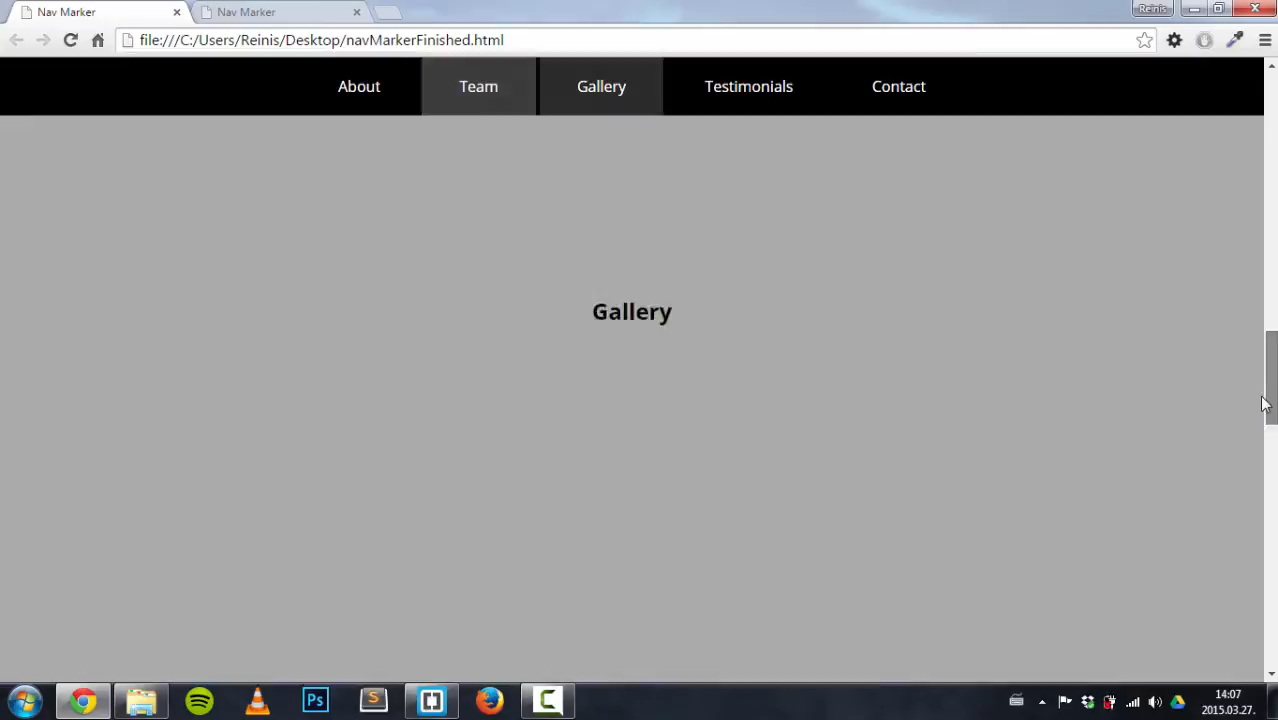 Nav Marker
Nav Marker
Reinis
file:///C:/Users/Reinis/Desktop/navMarkerFinished.html
About
Team
Gallery
Testimonials
Contact
Gallery
Ps
S
C
14:07
2015.03.27.